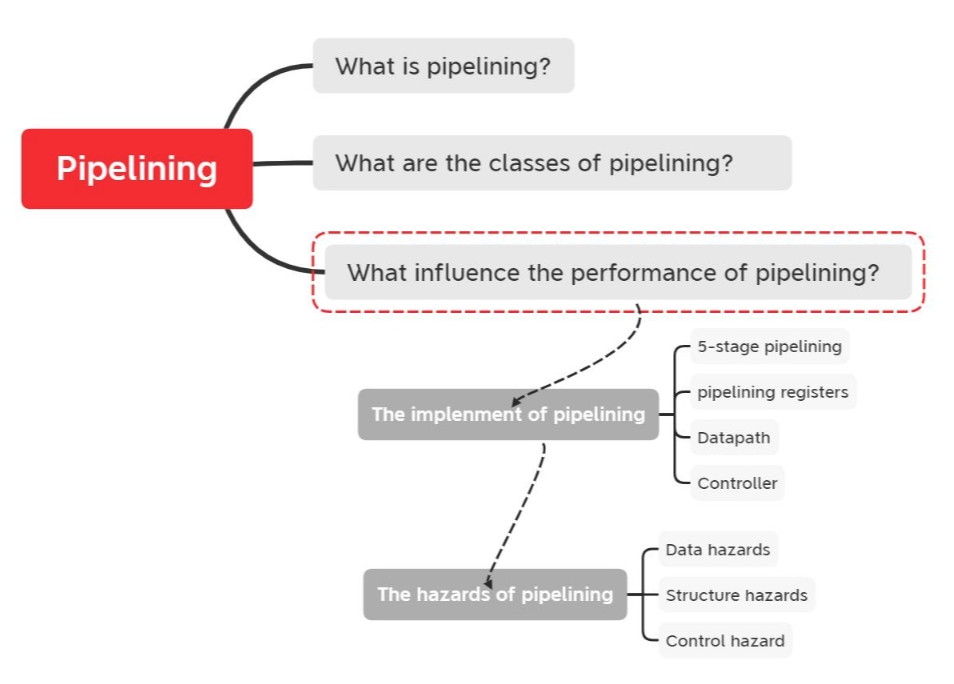 What is pipelining?
Pipelining
What are the classes of pipelining?
What influence the performance of pipelining?
5-stage pipelining
pipelining registers
The implenment of pipelining
Datapath
Controller
Data hazards
The hazards of pipelining
Structure hazards
Control hazard